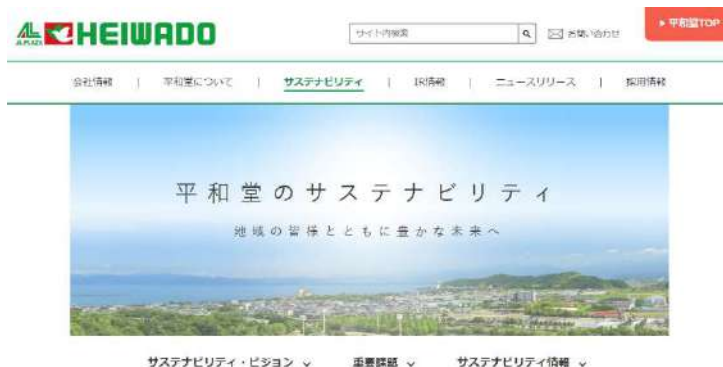 AL HEIWADO
AL.PLAZA
サイト内検索
お問い合わせ
平和堂TOP
会社情報 | 平和堂について | サステナビリティ | IR情報 | ニュースリリース | 採用情報
平和堂のサステナビリティ
地域の皆様とともに豊かな未来へ
サステナビリティ・ビジョン 重要課題 サステナビリティ情報